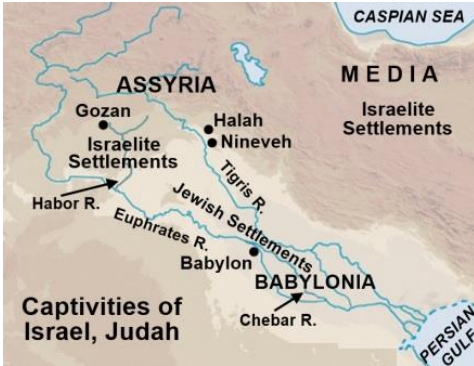 CASPIAN SEA
ASSYRIA
MEDIA
Gozan
Halah
Israelite
Settlements
Nineveh
Israelite
Settlements
Habor R.
Tigris R.
Jewish Settlements
Euphrates R.
Babylon
BABYLONIA
Captivities of
Israel, Judah
Chebar R.
PERSIAN
GULF